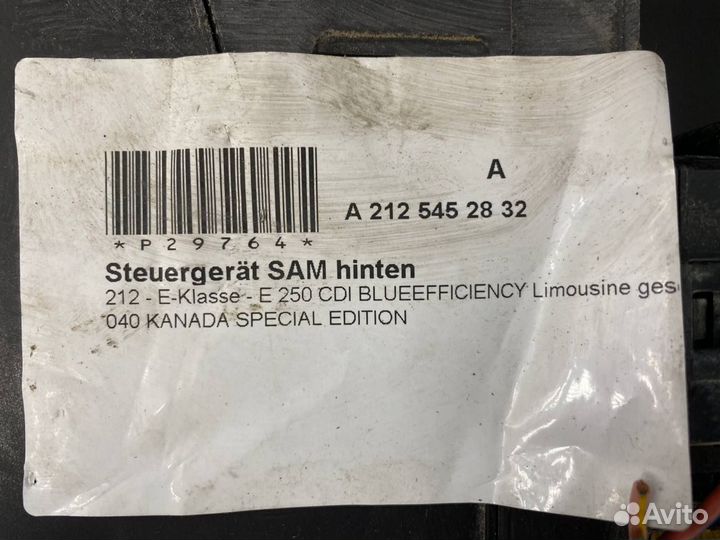 A
A 212 545 28 32
*P29764*
Steuergerät SAM hinten
212 - E-Klasse - E 250 CDI BLUEEFFICIENCY Limousine ges
040 KANADA SPECIAL EDITION
Avito